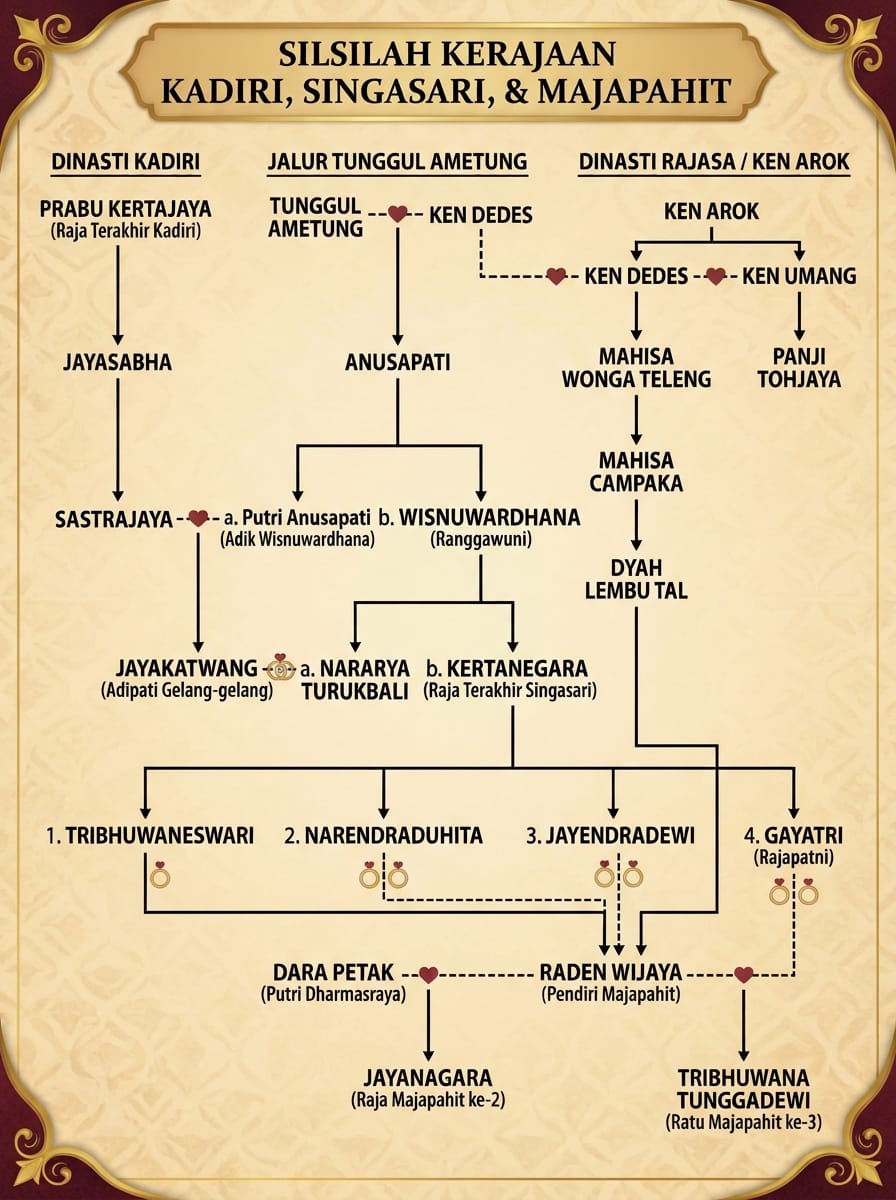 SILSILAH KERAJAAN
KADIRI, SINGASARI, & MAJAPAHIT
DINASTI KADIRI
JALUR TUNGGUL AMETUNG
DINASTI RAJASA / KEN AROK
PRABU KERTAJAYA
(Raja Terakhir Kadiri)
TUNGGUL
AMETUNG
KEN DEDES
KEN AROK
KEN DEDES
KEN UMANG
JAYASABHA
ANUSAPATI
MAHISA
WONGA TELENG
PANJI
TOHJAYA
MAHISA
CAMPAKA
SASTRAJAYA
a. Putri Anusapati
(Adik Wisnuwardhana)
b. WISNUWARDHANA
(Ranggawuni)
DYAH
LEMBU TAL
JAYAKATWANG
(Adipati Gelang-gelang)
a. NARARYA
TURUKBALI
b. KERTANEGARA
(Raja Terakhir Singasari)
1. TRIBHUWANESWARI
2. NARENDRADUHITA
3. JAYENDRADEWI
4. GAYATRI
(Rajapatni)
DARA PETAK
(Putri Dharmasraya)
RADEN WIJAYA
(Pendiri Majapahit)
JAYANAGARA
(Raja Majapahit ke-2)
TRIBHUWANA
TUNGGADEWI
(Ratu Majapahit ke-3)